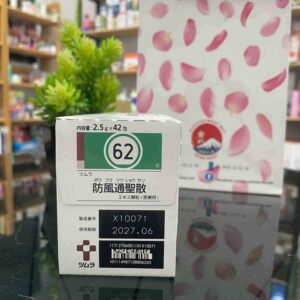 内容量 2.5g×42包
ツムラ
62
ボウ フウ ツウ ショウ サン
防風通聖散
エキス顆粒(医療用)
製造番号 X10071
使用期限 2027.06
ツムラ